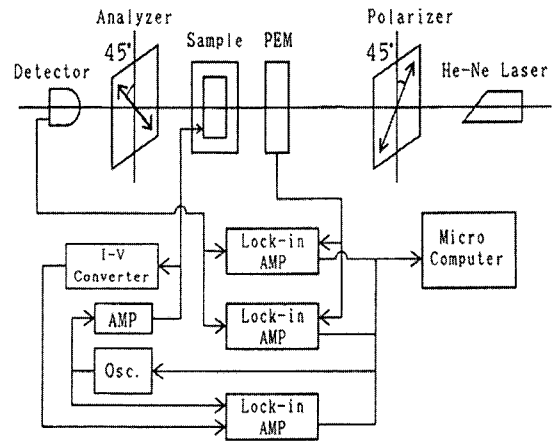 Analyzer
Polarizer
45°
Sample
PEM
45°
Detector
He-Ne Laser
I-V
Converter
Lock-in
AMP
Micro
Computer
AMP
Lock-in
AMP
Osc.
Lock-in
AMP